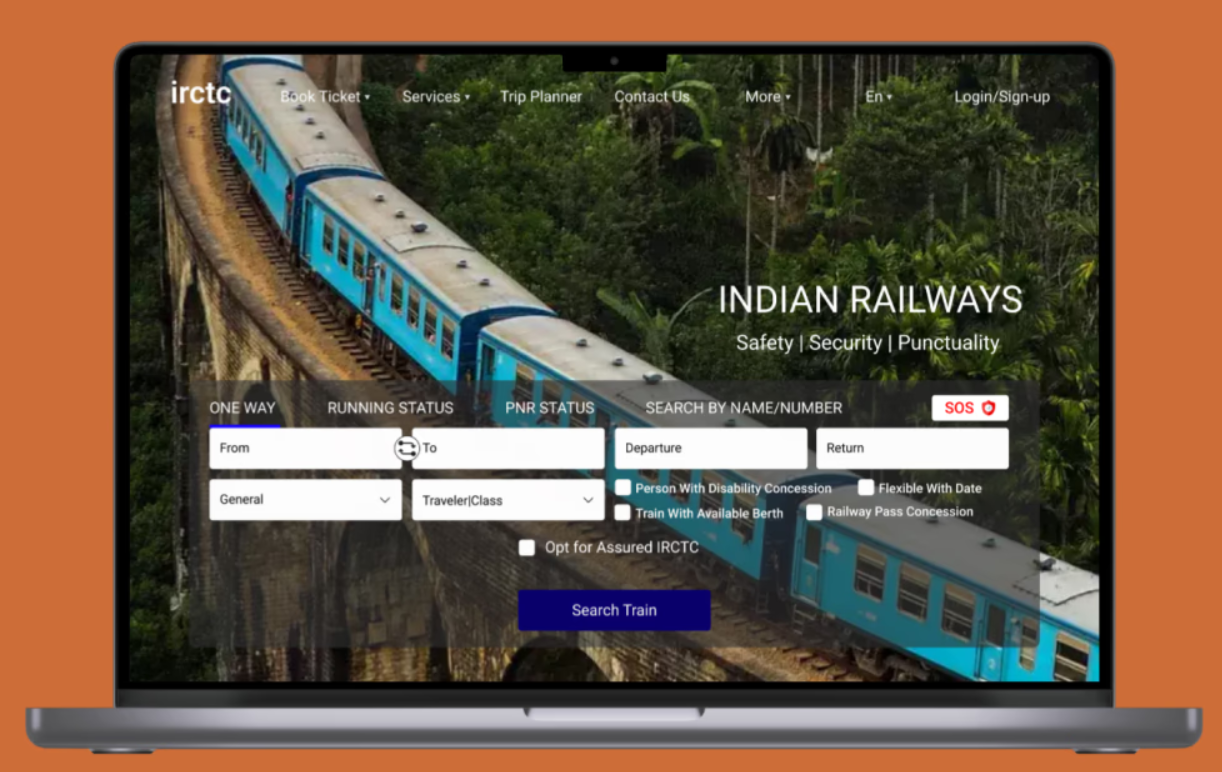 irctc Book Ticket ▾ Services ▾ Trip Planner Contact Us More ▾ En ▾ Login/Sign-up
INDIAN RAILWAYS
Safety | Security | Punctuality
ONE WAY RUNNING STATUS PNR STATUS SEARCH BY NAME/NUMBER SOS
From To Departure Return
General Traveler|Class
Person With Disability Concession Flexible With Date
Train With Available Berth Railway Pass Concession
Opt for Assured IRCTC
Search Train